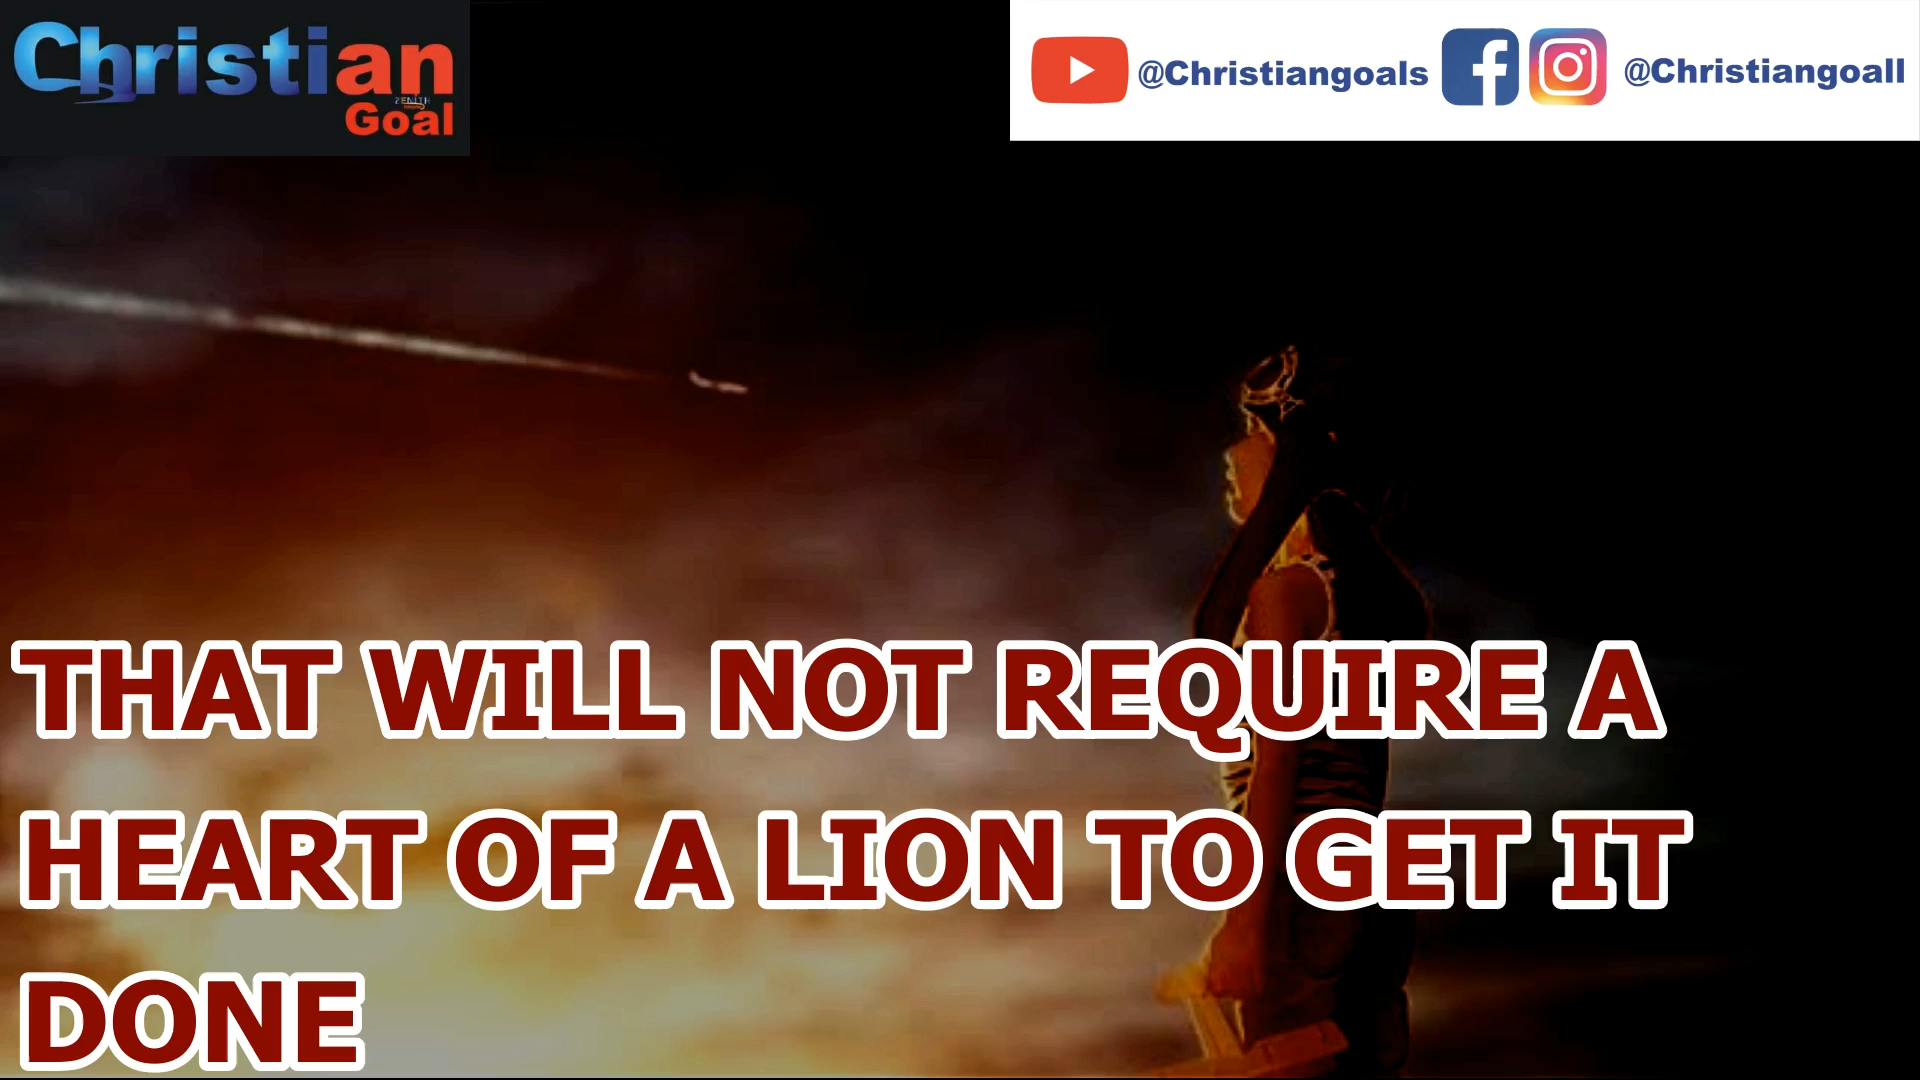 Christian
ZENITH
Goal
@Christiangoals
@Christiangoall
THAT WILL NOT REQUIRE A
HEART OF A LION TO GET IT
DONE